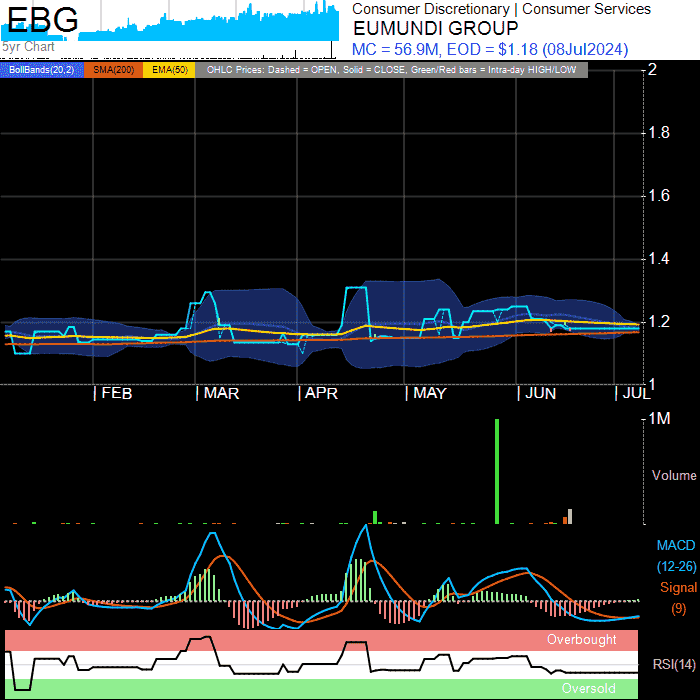 EBG
5yr Chart
Consumer Discretionary | Consumer Services
EUMUNDI GROUP
MC = 56.9M, EOD = $1.18 (08Jul2024)
BollBands(20,2) SMA(200) EMA(50) OHLC Prices: Dashed = OPEN, Solid = CLOSE, Green/Red bars = Intra-day HIGH/LOW
2
1.8
1.6
1.4
1.2
1
| FEB | MAR | APR | MAY | JUN | JUL
1M
Volume
MACD
(12-26)
Signal
(9)
Overbought
RSI(14)
Oversold